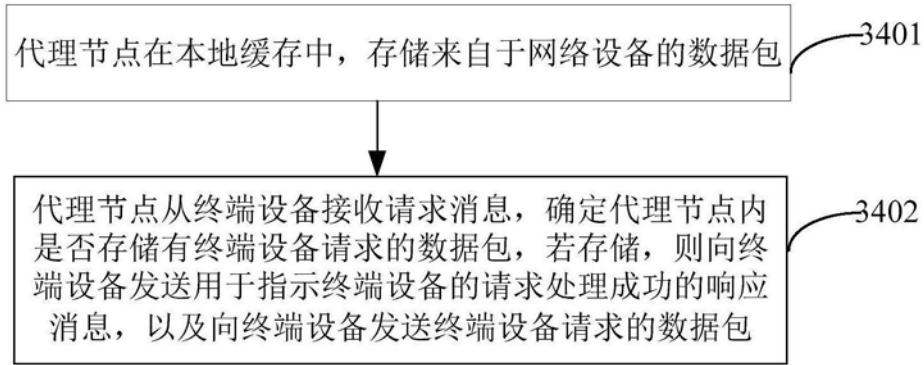 代理节点在本地缓存中，存储来自于网络设备的数据包
3401
代理节点从终端设备接收请求消息，确定代理节点内
是否存储有终端设备请求的数据包，若存储，则向终
端设备发送用于指示终端设备的请求处理成功的响应
消息，以及向终端设备发送终端设备请求的数据包
3402